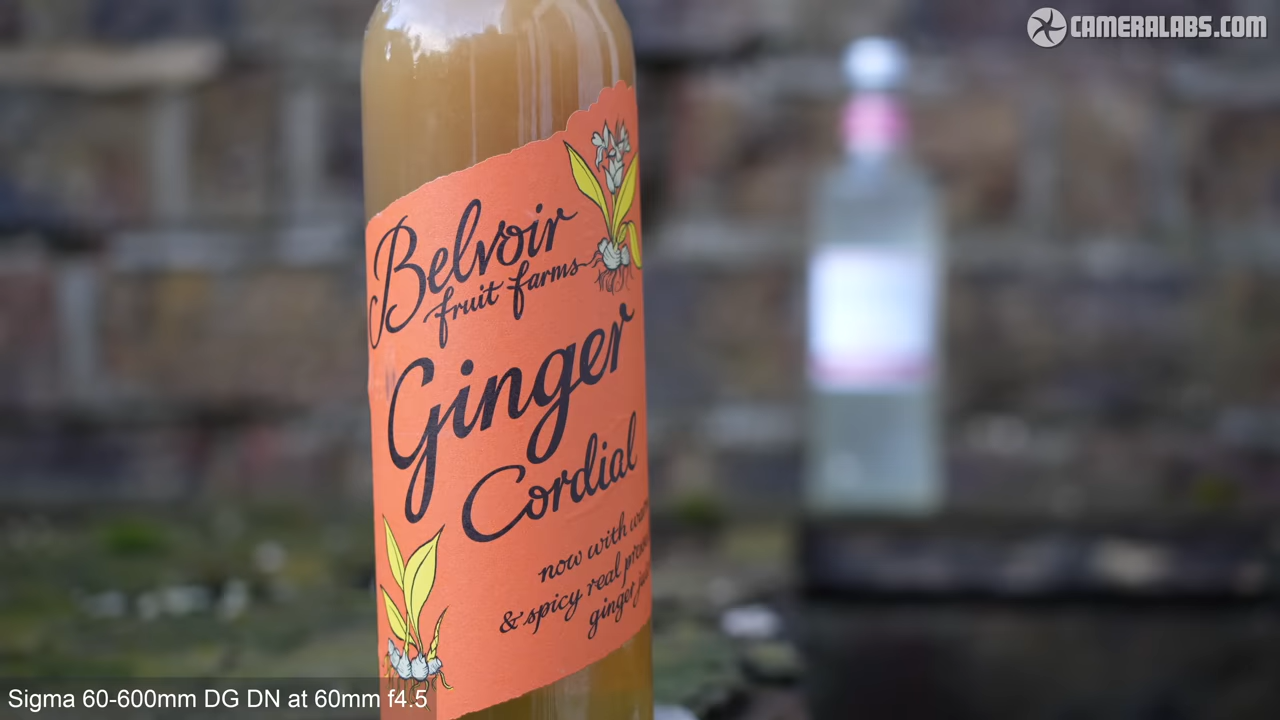 CAMERALABS.COM
Belvoir
fruit farms
Ginger
Cordial
now with
& spicy real
ginger
Sigma 60-600mm DG DN at 60mm f4.5